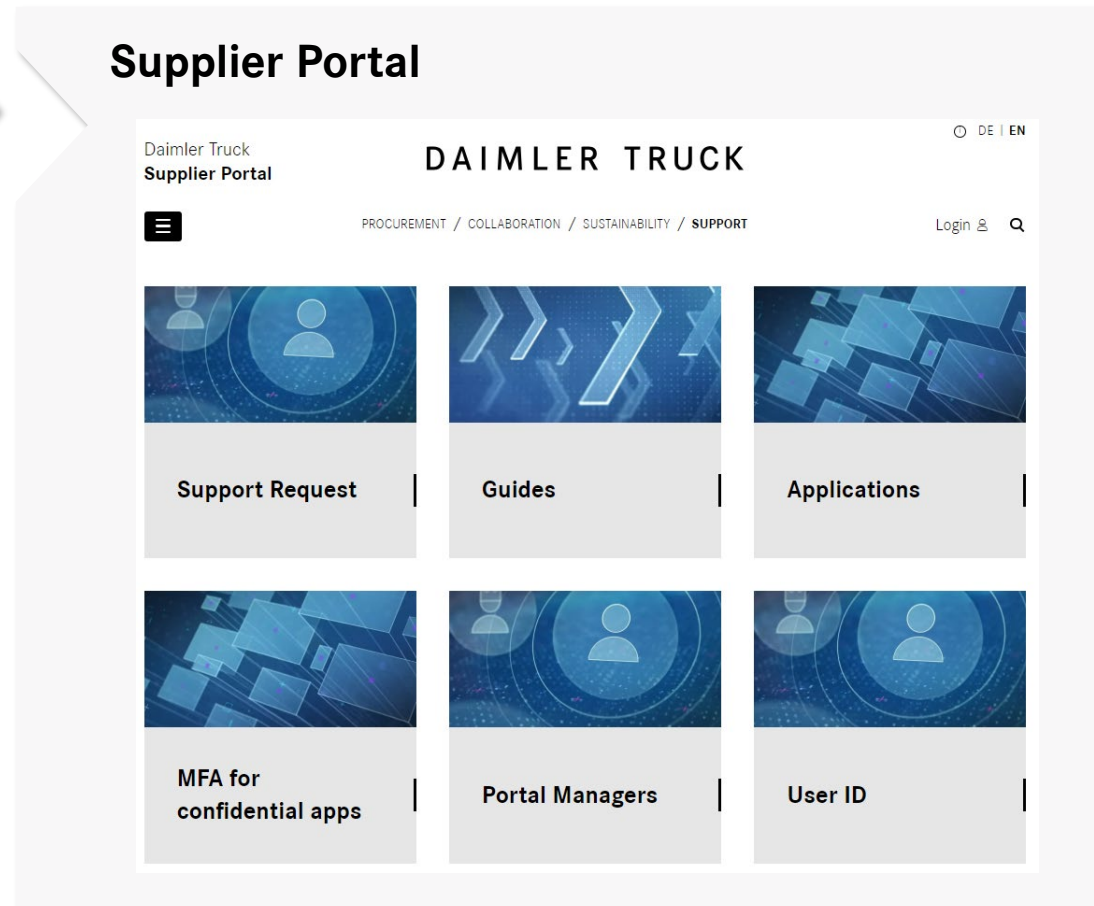 Supplier Portal
DE | EN
Daimler Truck
Supplier Portal
DAIMLER TRUCK
PROCUREMENT / COLLABORATION / SUSTAINABILITY / SUPPORT
Login
Support Request
Guides
Applications
MFA for
confidential apps
Portal Managers
User ID